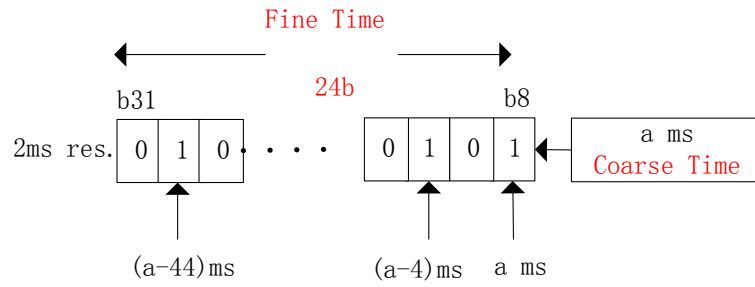 Fine Time
24b
b31 b8
2ms res. 0 1 0 · · · · 0 1 0 1 a ms
Coarse Time
(a-44)ms (a-4)ms a ms